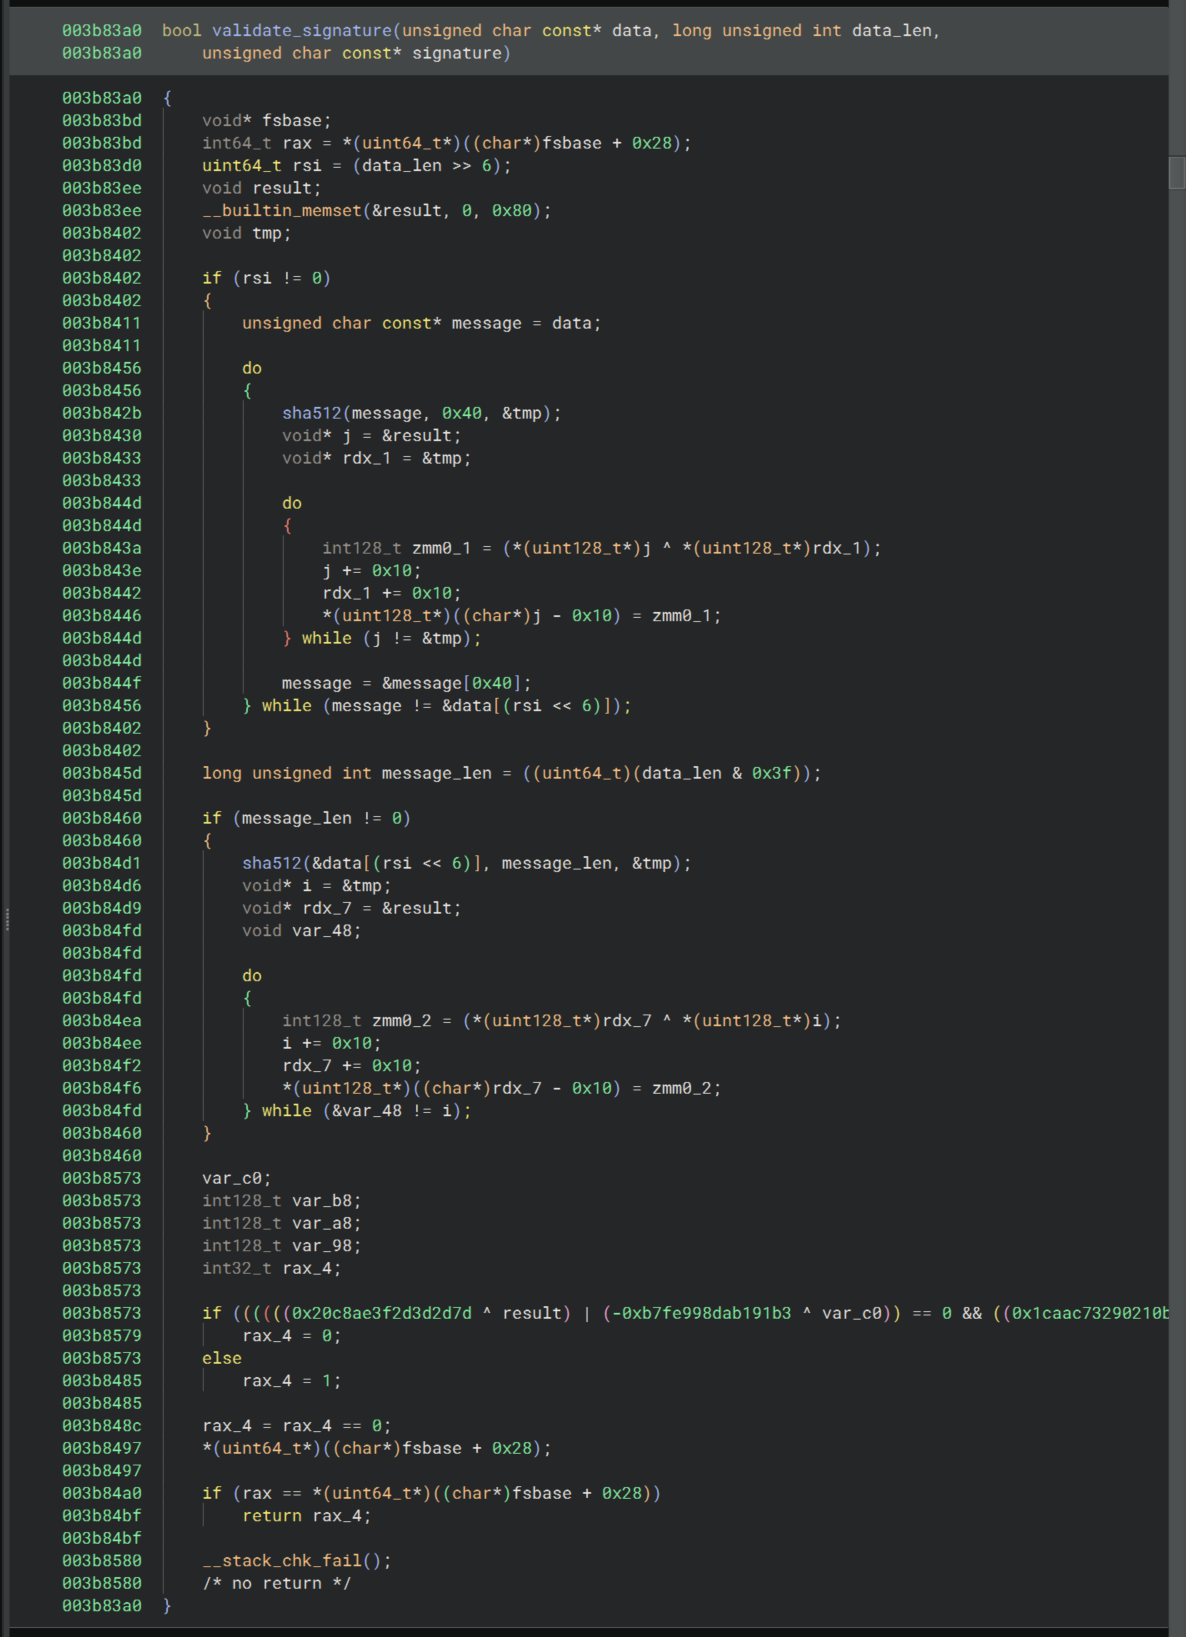 003b83a0 bool validate_signature(unsigned char const* data, long unsigned int data_len,
003b83a0 unsigned char const* signature)
003b83a0 {
003b83bd void* fsbase;
003b83bd int64_t rax = *(uint64_t*)((char*)fsbase + 0x28);
003b83d0 uint64_t rsi = (data_len >> 6);
003b83ee void result;
003b83ee __builtin_memset(&result, 0, 0x80);
003b8402 void tmp;
003b8402
003b8402 if (rsi != 0)
003b8402 {
003b8411 unsigned char const* message = data;
003b8411
003b8456 do
003b8456 {
003b842b sha512(message, 0x40, &tmp);
003b8430 void* j = &result;
003b8433 void* rdx_1 = &tmp;
003b8433
003b844d do
003b844d {
003b843a int128_t zmm0_1 = (*(uint128_t*)j ^ *(uint128_t*)rdx_1);
003b843e j += 0x10;
003b8442 rdx_1 += 0x10;
003b8446 *(uint128_t*)((char*)j - 0x10) = zmm0_1;
003b844d } while (j != &tmp);
003b844d
003b844f message = &message[0x40];
003b8456 } while (message != &data[(rsi << 6)]);
003b8402 }
003b8402
003b845d long unsigned int message_len = ((uint64_t)(data_len & 0x3f));
003b845d
003b8460 if (message_len != 0)
003b8460 {
003b84d1 sha512(&data[(rsi << 6)], message_len, &tmp);
003b84d6 void* i = &tmp;
003b84d9 void* rdx_7 = &result;
003b84fd void var_48;
003b84fd
003b84fd do
003b84fd {
003b84ea int128_t zmm0_2 = (*(uint128_t*)rdx_7 ^ *(uint128_t*)i);
003b84ee i += 0x10;
003b84f2 rdx_7 += 0x10;
003b84f6 *(uint128_t*)((char*)rdx_7 - 0x10) = zmm0_2;
003b84fd } while (&var_48 != i);
003b8460 }
003b8460
003b8573 var_c0;
003b8573 int128_t var_b8;
003b8573 int128_t var_a8;
003b8573 int128_t var_98;
003b8573 int32_t rax_4;
003b8573
003b8573 if ((((((0x20c8ae3f2d3d2d7d ^ result) | (-0xb7fe998dab191b3 ^ var_c0)) == 0 && ((0x1caac73290210b
003b8579 rax_4 = 0;
003b8573 else
003b8485 rax_4 = 1;
003b8485
003b848c rax_4 = rax_4 == 0;
003b8497 *(uint64_t*)((char*)fsbase + 0x28);
003b8497
003b84a0 if (rax == *(uint64_t*)((char*)fsbase + 0x28))
003b84bf return rax_4;
003b84bf
003b8580 __stack_chk_fail();
003b8580 /* no return */
003b83a0 }